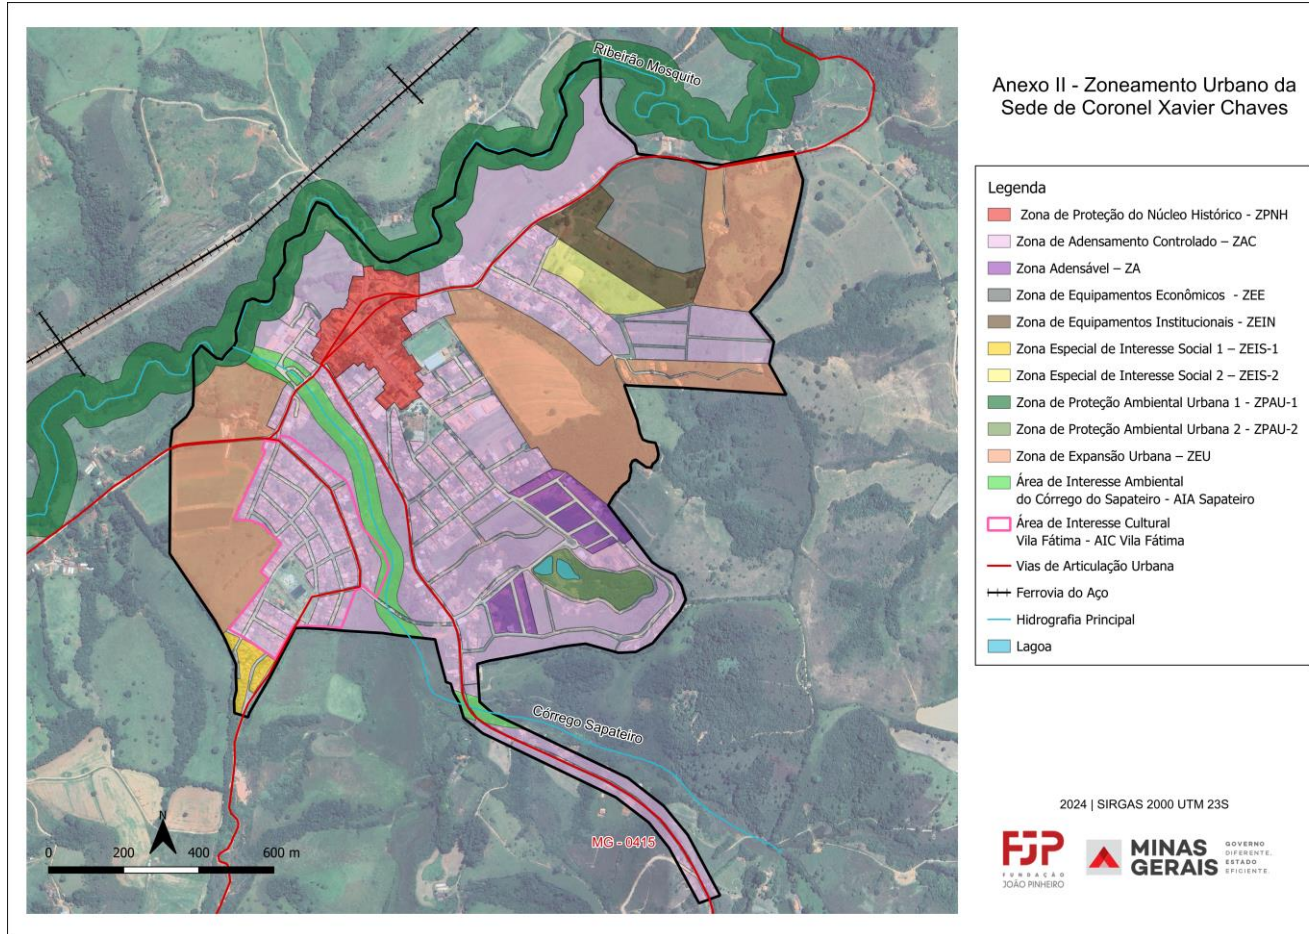 Anexo II - Zoneamento Urbano da
Sede de Coronel Xavier Chaves
Legenda
Zona de Proteção do Núcleo Histórico - ZPNH
Zona de Adensamento Controlado – ZAC
Zona Adensável – ZA
Zona de Equipamentos Econômicos - ZEE
Zona de Equipamentos Institucionais - ZEIN
Zona Especial de Interesse Social 1 – ZEIS-1
Zona Especial de Interesse Social 2 – ZEIS-2
Zona de Proteção Ambiental Urbana 1 - ZPAU-1
Zona de Proteção Ambiental Urbana 2 - ZPAU-2
Zona de Expansão Urbana – ZEU
Área de Interesse Ambiental
do Córrego do Sapateiro - AIA Sapateiro
Área de Interesse Cultural
Vila Fátima - AIC Vila Fátima
Vias de Articulação Urbana
Ferrovia do Aço
Hidrografia Principal
Lagoa
Ribeirão Mosquito
Córrego Sapateiro
MG - 0415
N
0 200 400 600 m
2024 | SIRGAS 2000 UTM 23S
FJP
FUNDAÇÃO
JOÃO PINHEIRO
MINAS
GERAIS
GOVERNO
DIFERENTE.
ESTADO
EFICIENTE.